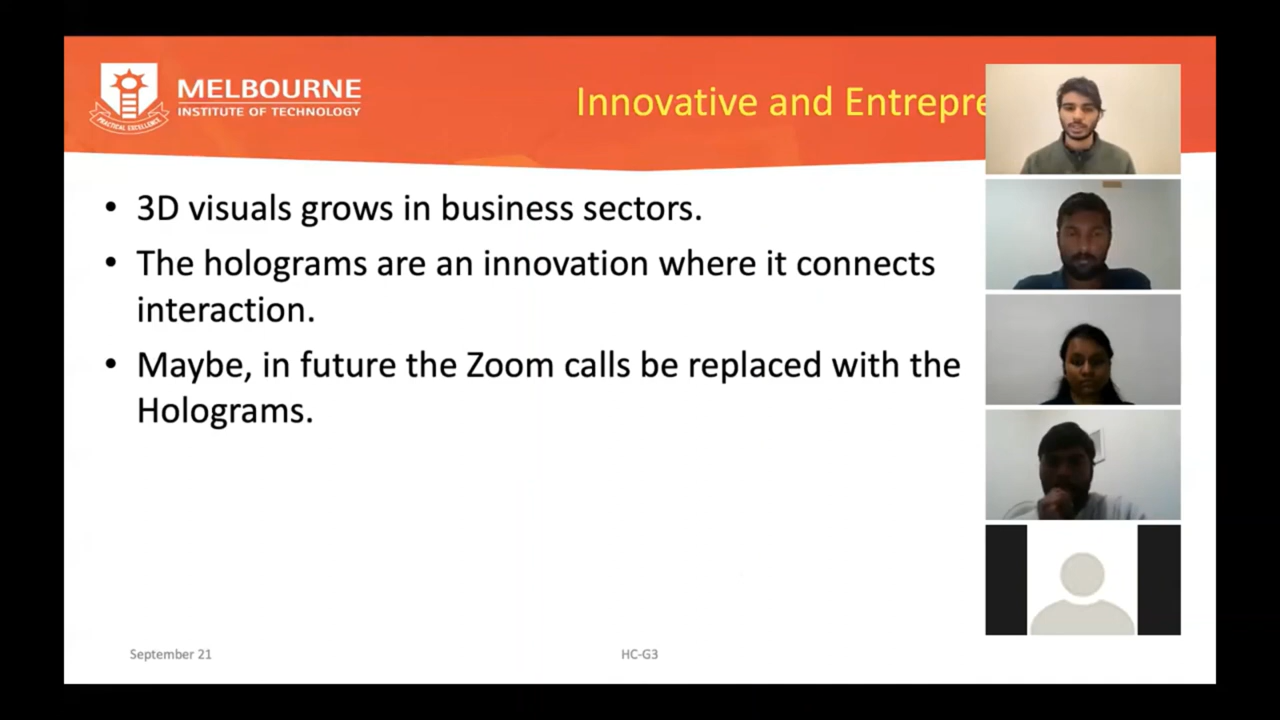 MELBOURNE
INSTITUTE OF TECHNOLOGY
PRACTICAL EXCELLENCE
Innovative and Entrepre
• 3D visuals grows in business sectors.
• The holograms are an innovation where it connects
interaction.
• Maybe, in future the Zoom calls be replaced with the
Holograms.
September 21
HC-G3